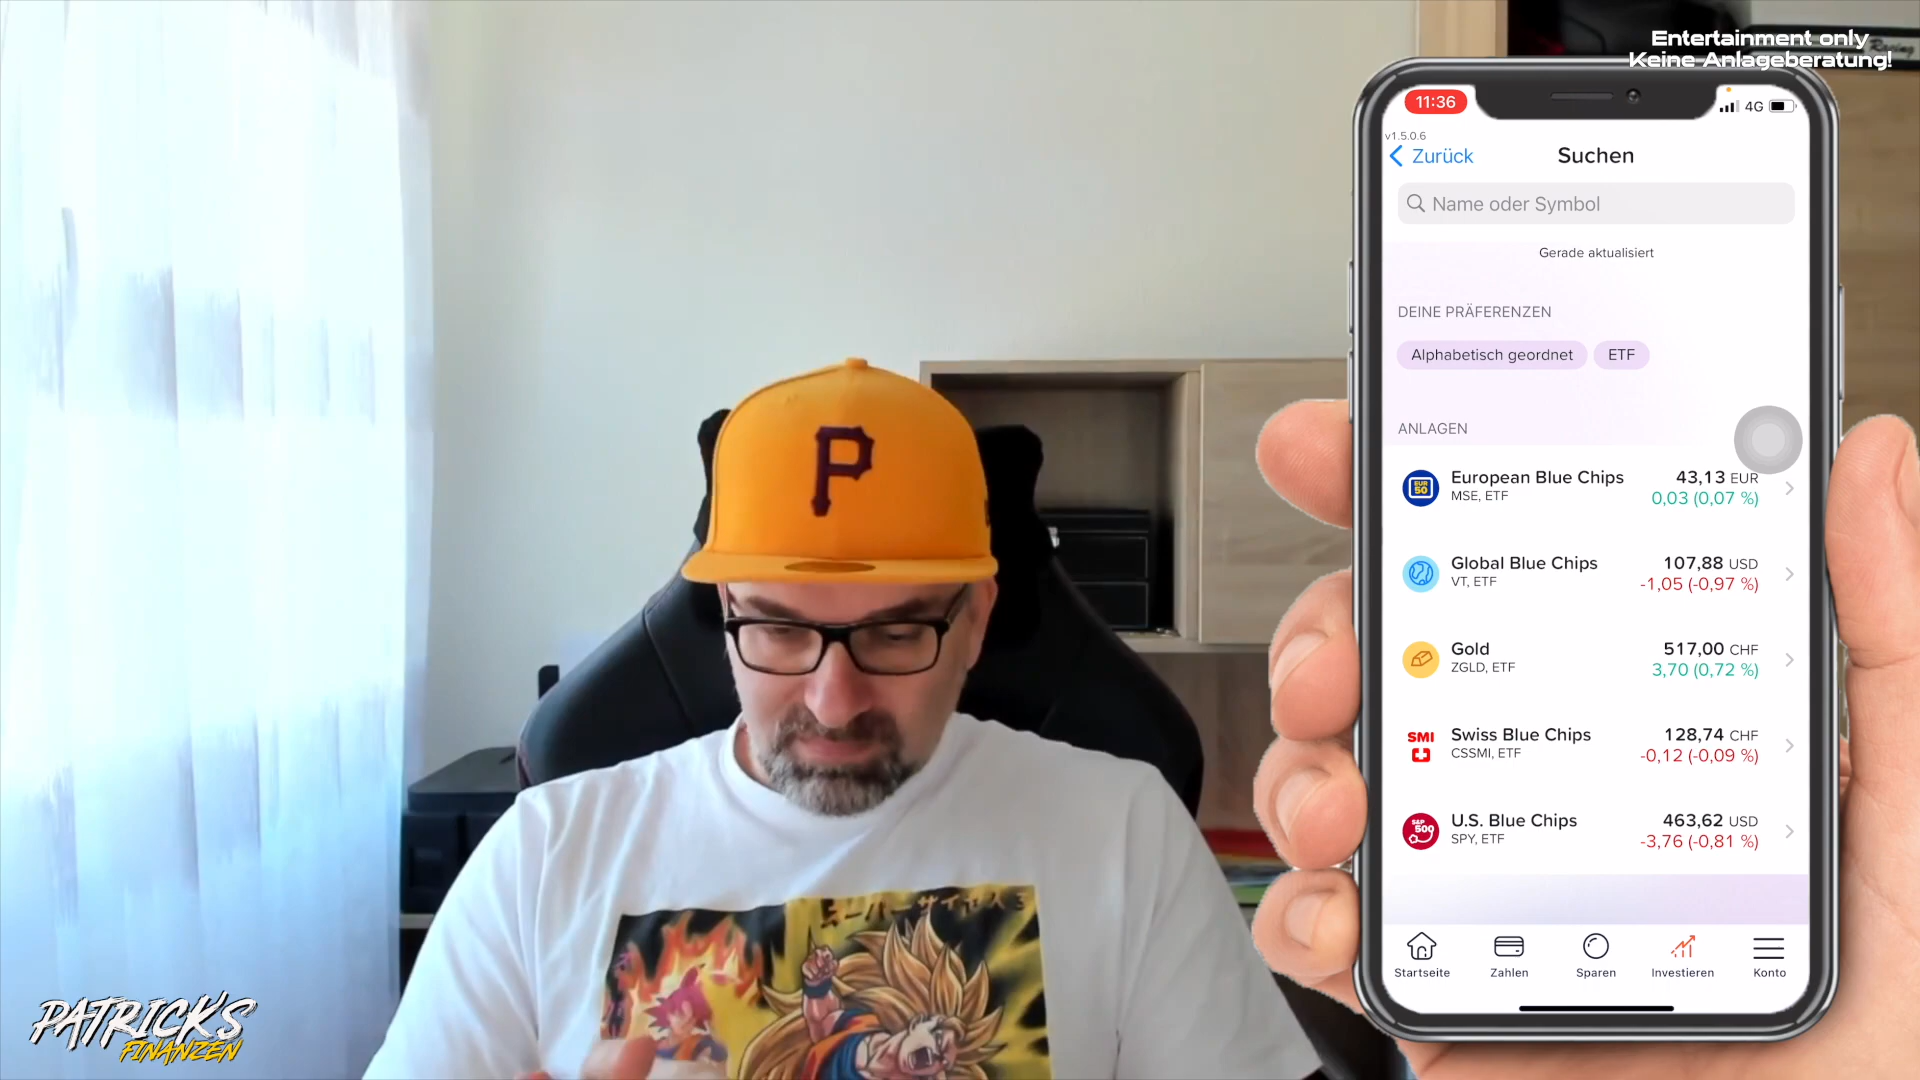 Entertainment only
Keine Anlageberatung!
11:36
4G
v1.5.0.6
Zurück
Suchen
Name oder Symbol
Gerade aktualisiert
DEINE PRÄFERENZEN
Alphabetisch geordnet
ETF
ANLAGEN
EUR
50
European Blue Chips
43,13 EUR
MSE, ETF
0,03 (0,07 %)
Global Blue Chips
107,88 USD
VT, ETF
-1,05 (-0,97 %)
Gold
517,00 CHF
ZGLD, ETF
3,70 (0,72 %)
SMI
Swiss Blue Chips
128,74 CHF
CSSMI, ETF
-0,12 (-0,09 %)
S&P
500
U.S. Blue Chips
463,62 USD
SPY, ETF
-3,76 (-0,81 %)
Startseite
Zahlen
Sparen
Investieren
Konto
P
PATRICKS
FINANZEN